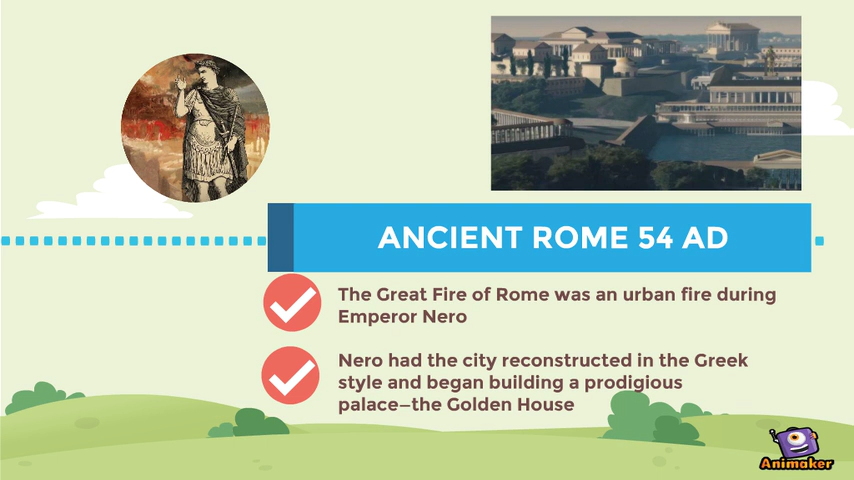 ANCIENT ROME 54 AD
The Great Fire of Rome was an urban fire during
Emperor Nero
Nero had the city reconstructed in the Greek
style and began building a prodigious
palace—the Golden House
Animaker